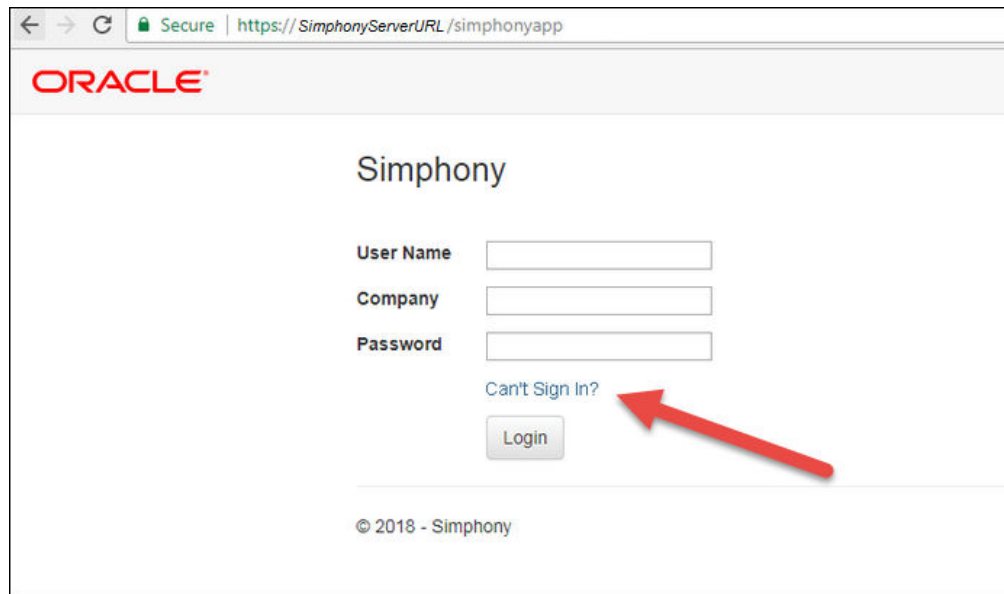 Secure | https://SimphonyServerURL/simphonyapp
ORACLE®
Simphony
User Name
Company
Password
Can't Sign In?
Login
© 2018 - Simphony